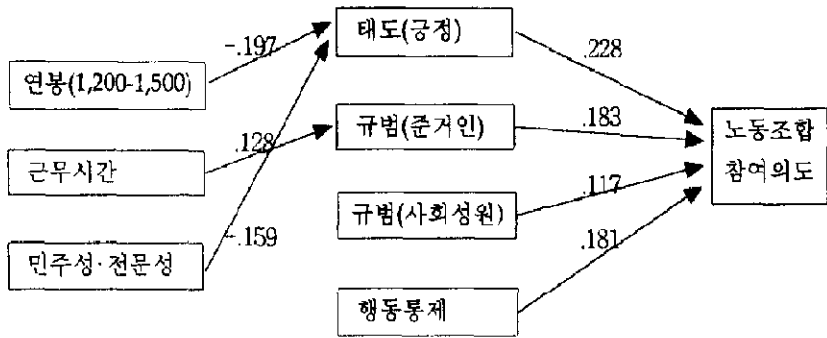 태도(긍정)
-.197
.228
연봉(1,200-1,500)
규범(준거인)
.183
노동조합
참여의도
.128
근무시간
.117
규범(사회성원)
-.159
.181
민주성·전문성
행동통제